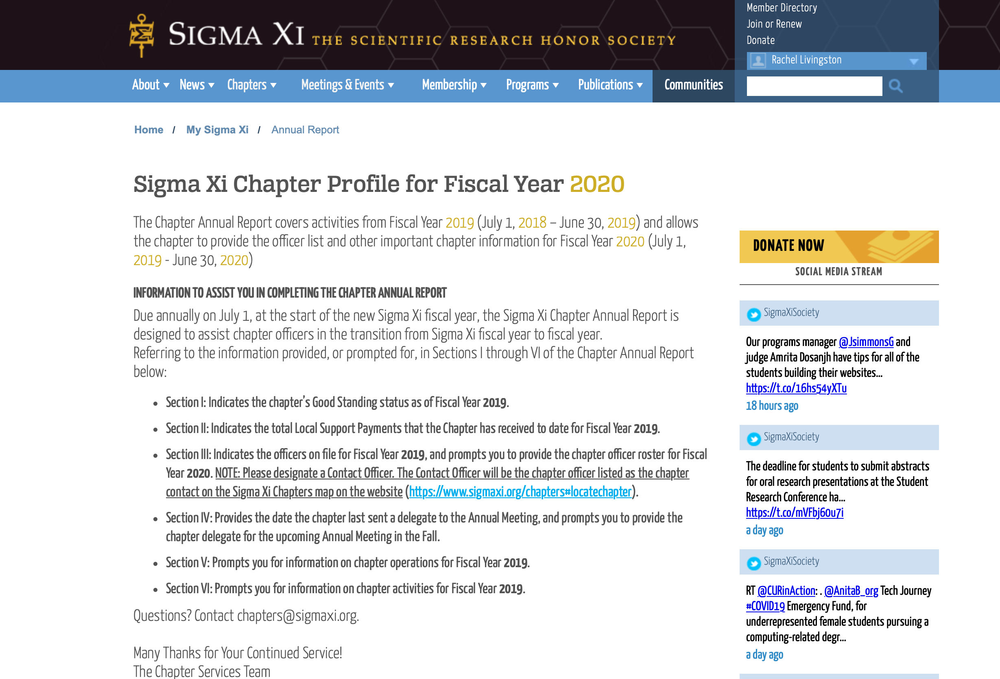 SIGMA XI THE SCIENTIFIC RESEARCH HONOR SOCIETY
Member Directory
Join or Renew
Donate
Rachel Livingston
About News Chapters Meetings & Events Membership Programs Publications Communities
Home / My Sigma Xi / Annual Report
Sigma Xi Chapter Profile for Fiscal Year 2020
The Chapter Annual Report covers activities from Fiscal Year 2019 (July 1, 2018 – June 30, 2019) and allows
the chapter to provide the officer list and other important chapter information for Fiscal Year 2020 (July 1,
2019 - June 30, 2020)
INFORMATION TO ASSIST YOU IN COMPLETING THE CHAPTER ANNUAL REPORT
Due annually on July 1, at the start of the new Sigma Xi fiscal year, the Sigma Xi Chapter Annual Report is
designed to assist chapter officers in the transition from Sigma Xi fiscal year to fiscal year.
Referring to the information provided, or prompted for, in Sections I through VI of the Chapter Annual Report
below:
• Section I: Indicates the chapter’s Good Standing status as of Fiscal Year 2019.
• Section II: Indicates the total Local Support Payments that the Chapter has received to date for Fiscal Year 2019.
• Section III: Indicates the officers on file for Fiscal Year 2019, and prompts you to provide the chapter officer roster for Fiscal
Year 2020. NOTE: Please designate a Contact Officer. The Contact Officer will be the chapter officer listed as the chapter
contact on the Sigma Xi Chapters map on the website (https://www.sigmaxi.org/chapters#locatechapter).
• Section IV: Provides the date the chapter last sent a delegate to the Annual Meeting, and prompts you to provide the
chapter delegate for the upcoming Annual Meeting in the Fall.
• Section V: Prompts you for information on chapter operations for Fiscal Year 2019.
• Section VI: Prompts you for information on chapter activities for Fiscal Year 2019.
Questions? Contact chapters@sigmaxi.org.
Many Thanks for Your Continued Service!
The Chapter Services Team
DONATE NOW
SOCIAL MEDIA STREAM
SigmaXiSociety
Our programs manager @JsimmonsG and
judge Amrita Dosanjh have tips for all of the
students building their websites...
https://t.co/16hs54yXTu
18 hours ago
SigmaXiSociety
The deadline for students to submit abstracts
for oral research presentations at the Student
Research Conference ha...
https://t.co/mVFbj60u7i
a day ago
SigmaXiSociety
RT @CURinAction: . @AnitaB_org Tech Journey
#COVID19 Emergency Fund, for
underrepresented female students pursuing a
computing-related degr...
a day ago